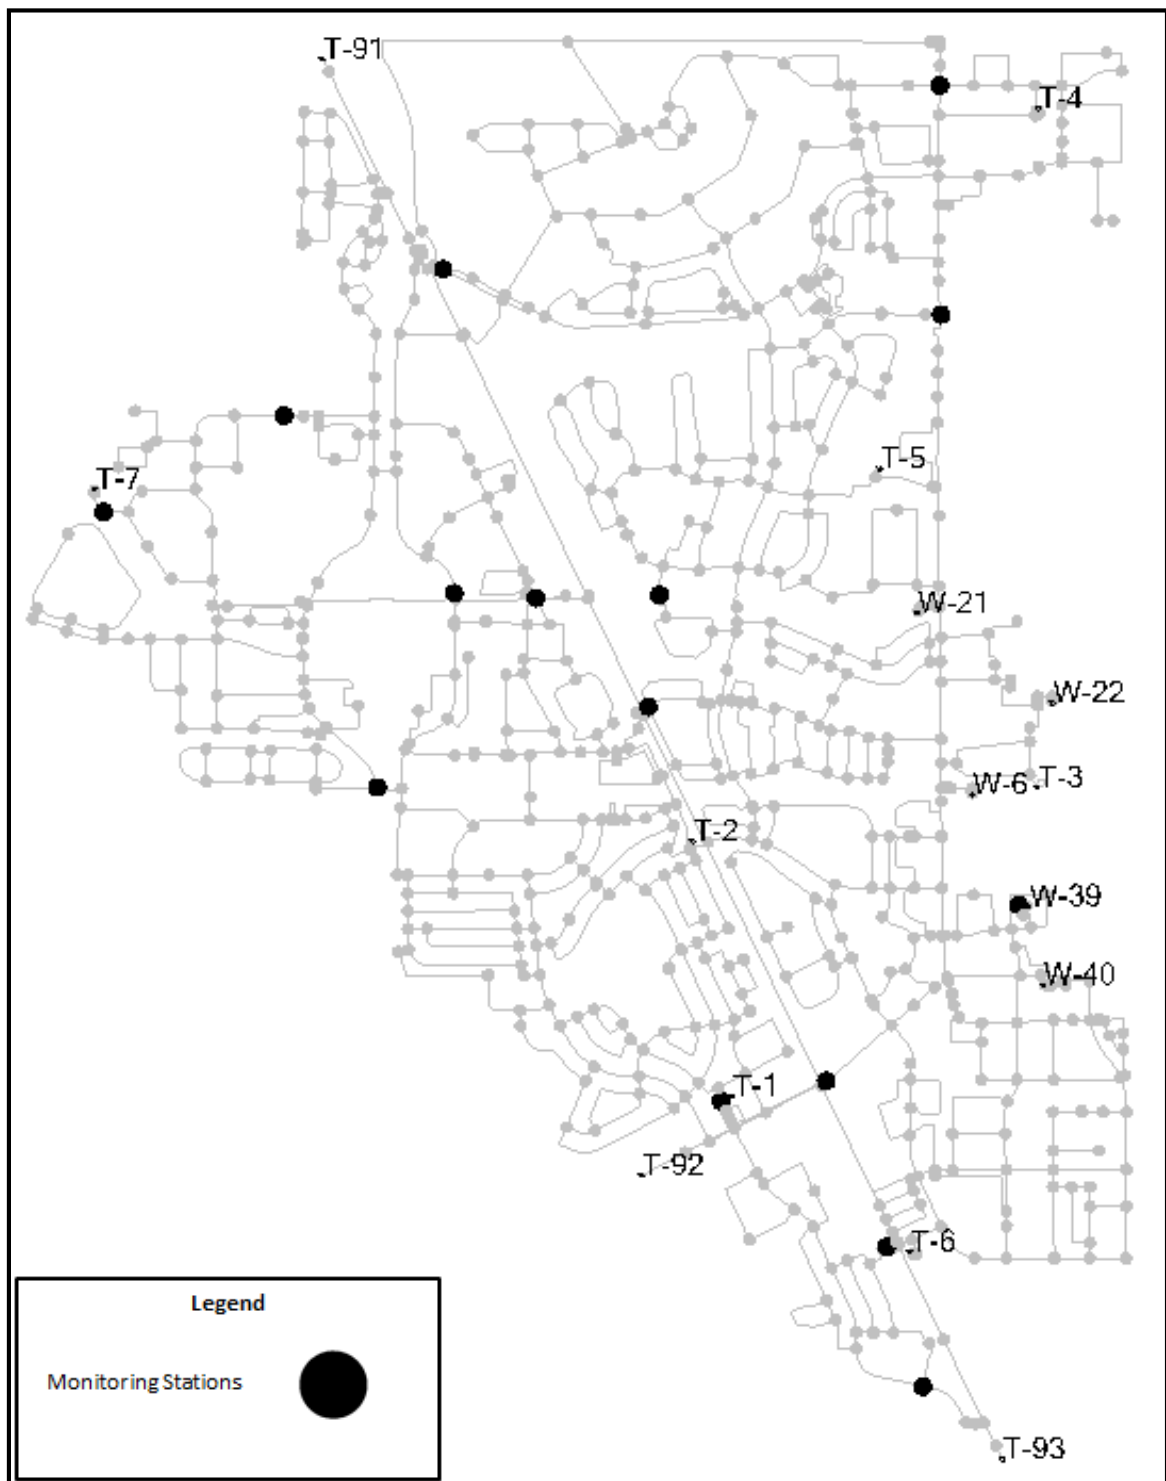 T-91
T-4
T-5
T-7
W-21
W-22
W-6
T-3
T-2
W-39
W-40
T-1
T-92
T-6
Legend
Monitoring Stations
T-93